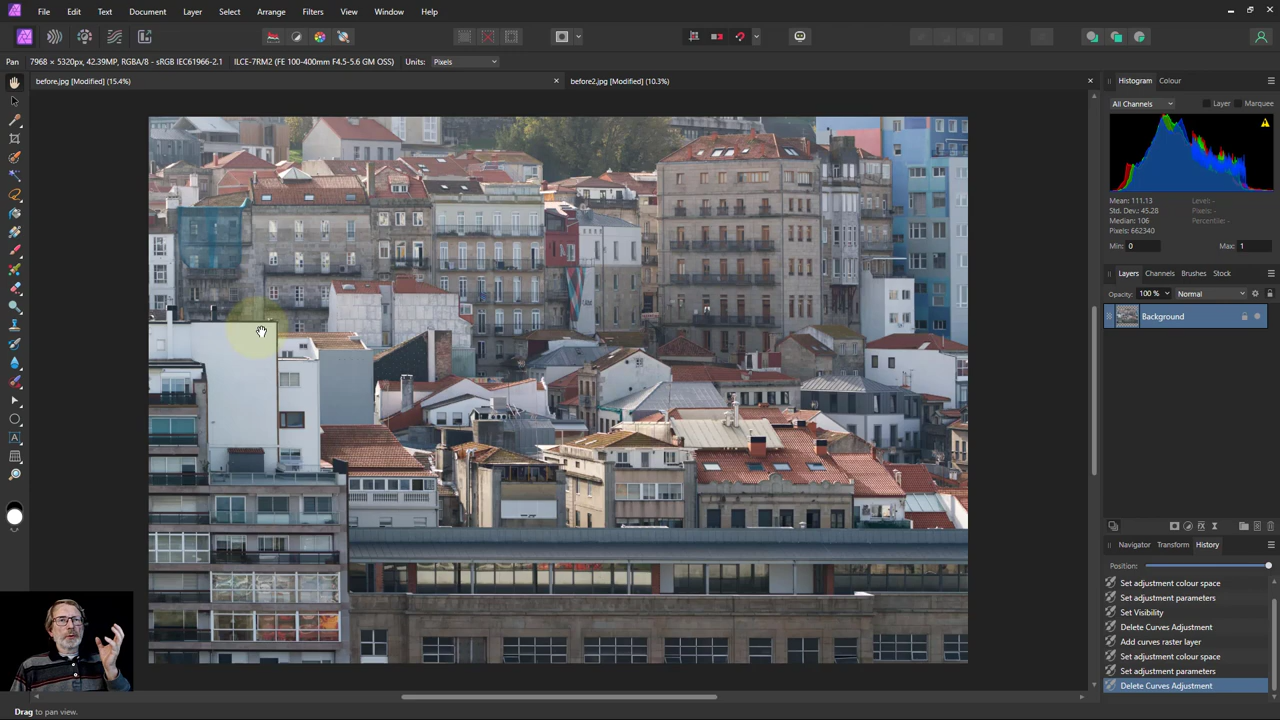 File Edit Text Document Layer Select Arrange Filters View Window Help
Pan 7968 × 5320px, 42.39MP, RGBA/8 - sRGB IEC61966-2.1 ILCE-7RM2 (FE 100-400mm F4.5-5.6 GM OSS) Units: Pixels
before.jpg [Modified] (15.4%) × before2.jpg [Modified] (10.3%) ×
Histogram Colour
All Channels Layer Marquee
Mean: 111.13 Level: -
Std. Dev.: 45.28 Pixels: -
Median: 106 Percentile: -
Pixels: 662340
Min: 0 Max: 1
Layers Channels Brushes Stock
Opacity: 100 % Normal
Background
Navigator Transform History
Position:
Set adjustment colour space
Set adjustment parameters
Set Visibility
Delete Curves Adjustment
Add curves raster layer
Set adjustment colour space
Set adjustment parameters
Delete Curves Adjustment
Drag to pan view.